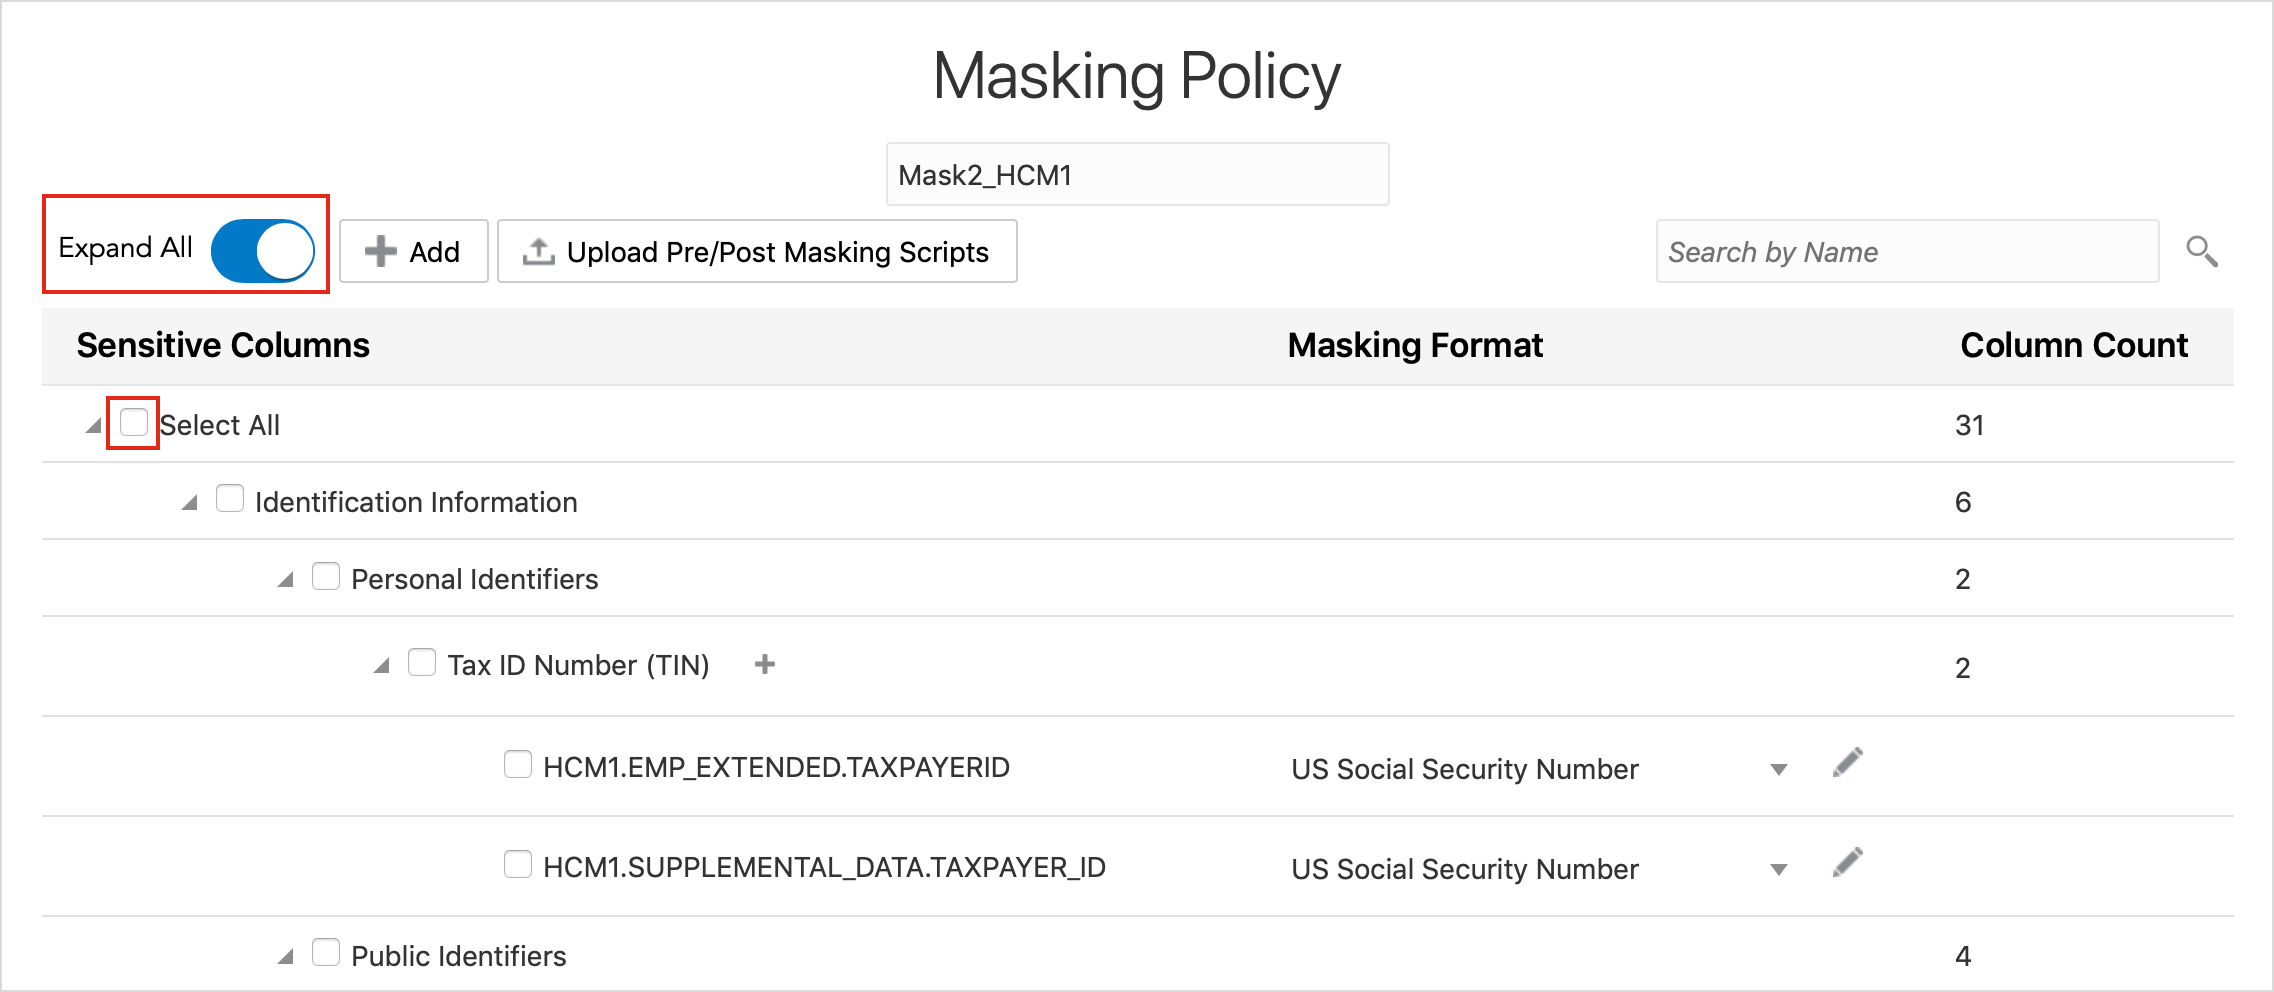 Masking Policy
Mask2_HCM1
Expand All
Add
Upload Pre/Post Masking Scripts
Search by Name
Sensitive Columns Masking Format Column Count
Select All 31
Identification Information 6
Personal Identifiers 2
Tax ID Number (TIN) 2
HCM1.EMP_EXTENDED.TAXPAYERID US Social Security Number
HCM1.SUPPLEMENTAL_DATA.TAXPAYER_ID US Social Security Number
Public Identifiers 4